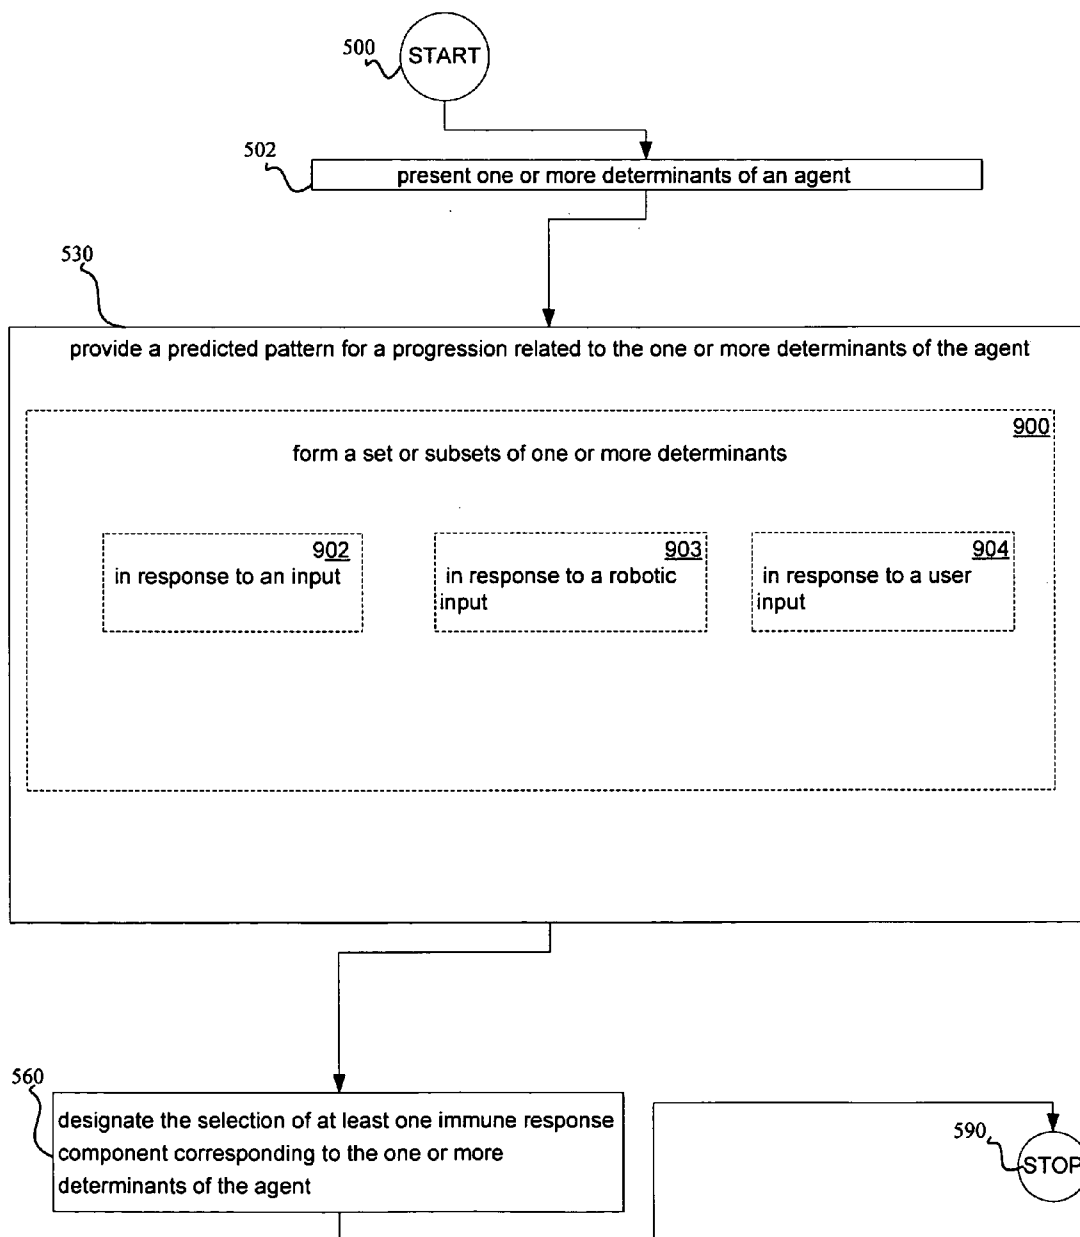 500
START
502
present one or more determinants of an agent
530
provide a predicted pattern for a progression related to the one or more determinants of the agent
900
form a set or subsets of one or more determinants
902
in response to an input
903
in response to a robotic
input
904
in response to a user
input
560
designate the selection of at least one immune response
component corresponding to the one or more
determinants of the agent
590
STOP